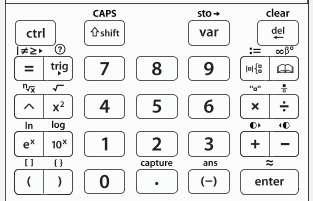 CAPS sto→ clear
ctrl ⇧shift var del ←
|≠≥▸ ? := ∞β°
= trig ▸ 7 8 9
ⁿ√x √‾ "▫" ▫/▫
^ x² 4 5 6 × ÷
ln log ◐▸ ◂◐
eˣ 10ˣ 1 2 3 + −
[ ] { } capture ans ≈
( ) 0 . (−) enter